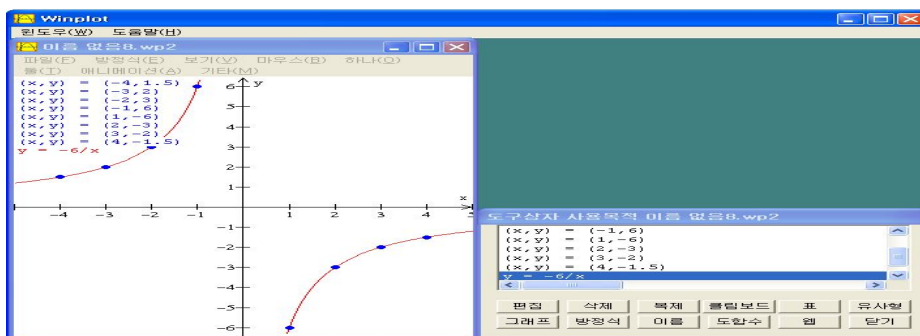 Winplot
윈도우(W) 도움말(H)
이름 없음8.wp2
파일(F) 방정식(E) 보기(V) 마우스(B) 하나(O)
툴(T) 애니메이션(A) 기타(M)
(x,y) = (-4,1.5)
(x,y) = (-3,2)
(x,y) = (-2,3)
(x,y) = (-1,6)
(x,y) = (1,-6)
(x,y) = (2,-3)
(x,y) = (3,-2)
(x,y) = (4,-1.5)
y = -6/x
y
6
5
4
3
2
1
x
-4 -3 -2 -1 1 2 3 4 5
-1
-2
-3
-4
-5
-6
도구상자 사용목적 이름 없음8.wp2
(x,y) = (-1,6)
(x,y) = (1,-6)
(x,y) = (2,-3)
(x,y) = (3,-2)
(x,y) = (4,-1.5)
y = -6/x
편집 삭제 복제 클립보드 표 유사형
그래프 방정식 이름 도함수 웹 닫기